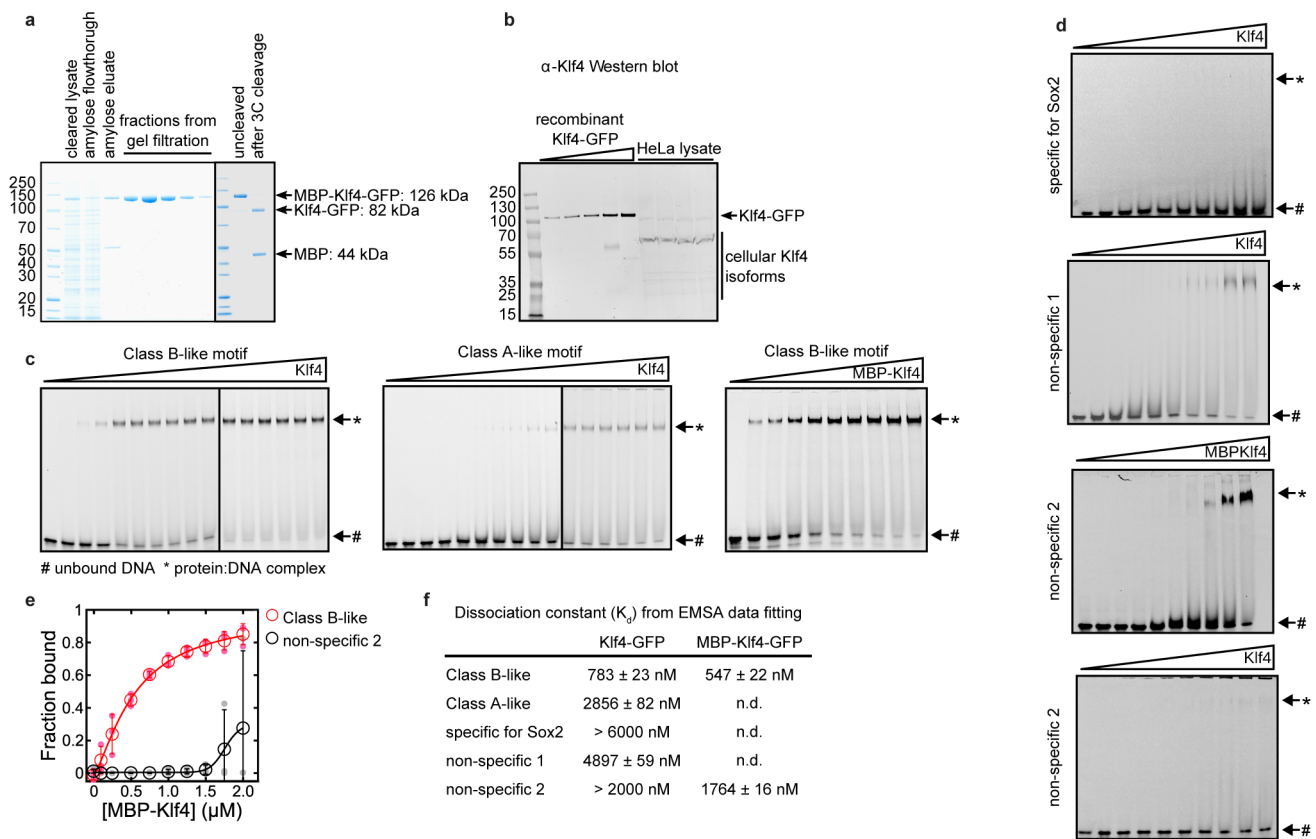 a
cleared lysate
amylose flowthorugh
amylose eluate
fractions from
gel filtration
uncleaved
after 3C cleavage
250
150
100
70
50
40
30
20
15
MBP-Klf4-GFP: 126 kDa
Klf4-GFP: 82 kDa
MBP: 44 kDa
b
α-Klf4 Western blot
recombinant
Klf4-GFP
HeLa lysate
250
130
100
70
55
35
25
15
Klf4-GFP
cellular Klf4
isoforms
c
Class B-like motif
Klf4
*
#
Class A-like motif
Klf4
*
#
Class B-like motif
MBP-Klf4
*
#
# unbound DNA * protein:DNA complex
d
specific for Sox2
Klf4
*
#
non-specific 1
Klf4
*
#
non-specific 2
MBPKlf4
*
#
non-specific 2
Klf4
*
#
e
Fraction bound
1
0.8
0.6
0.4
0.2
0
0 0.5 1.0 1.5 2.0
[MBP-Klf4] (µM)
Class B-like
non-specific 2
f
Dissociation constant (Kd) from EMSA data fitting
Klf4-GFP MBP-Klf4-GFP
Class B-like 783 ± 23 nM 547 ± 22 nM
Class A-like 2856 ± 82 nM n.d.
specific for Sox2 > 6000 nM n.d.
non-specific 1 4897 ± 59 nM n.d.
non-specific 2 > 2000 nM 1764 ± 16 nM